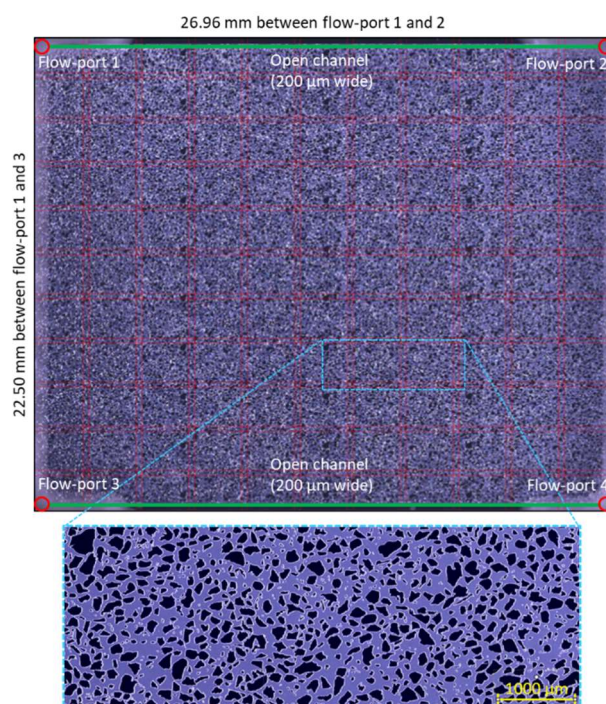 26.96 mm between flow-port 1 and 2
Flow-port 1
Open channel
(200 µm wide)
Flow-port 2
22.50 mm between flow-port 1 and 3
Flow-port 3
Open channel
(200 µm wide)
Flow-port 4
1000 µm